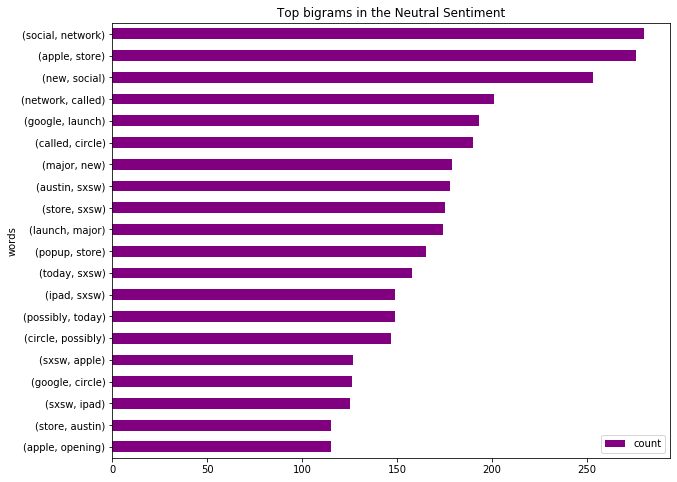 Top bigrams in the Neutral Sentiment
words
(social, network)
(apple, store)
(new, social)
(network, called)
(google, launch)
(called, circle)
(major, new)
(austin, sxsw)
(store, sxsw)
(launch, major)
(popup, store)
(today, sxsw)
(ipad, sxsw)
(possibly, today)
(circle, possibly)
(sxsw, apple)
(google, circle)
(sxsw, ipad)
(store, austin)
(apple, opening)
count
0 50 100 150 200 250